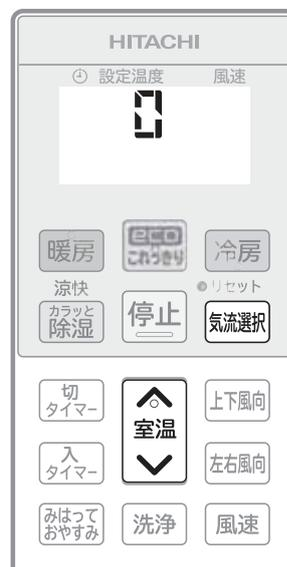 HITACHI
設定温度 風速
0
暖房 eco これっきり 冷房
涼快 リセット
カラッと除湿 停止 気流選択
切タイマー 室温 上下風向
入タイマー 左右風向
みはっておやすみ 洗浄 風速